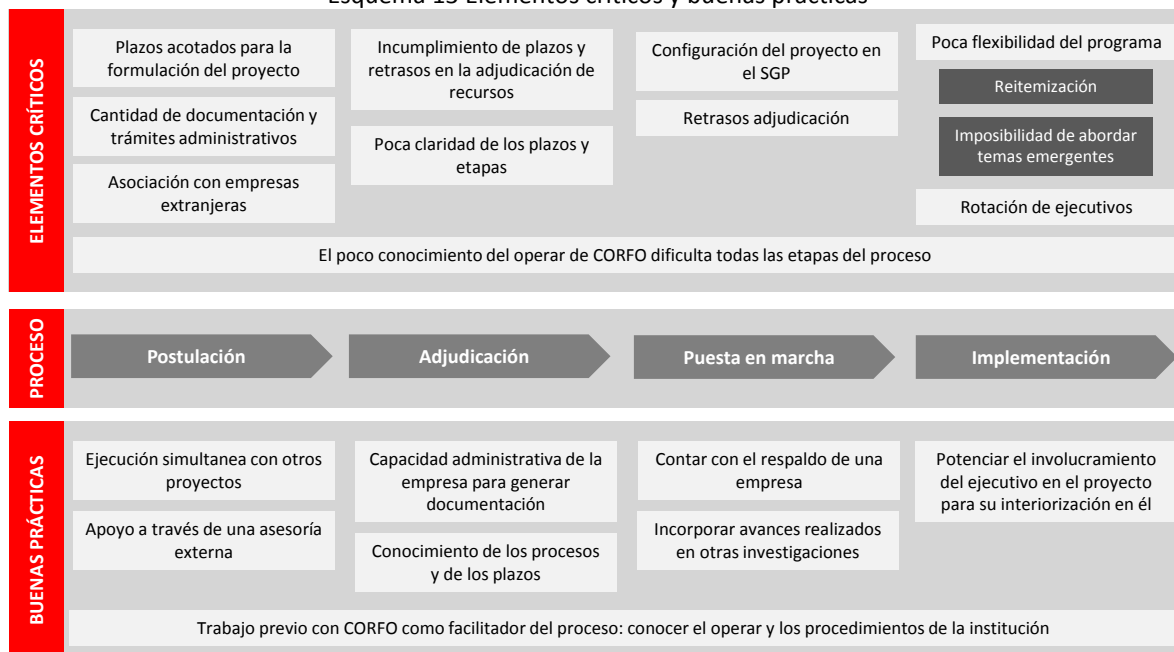 Esquema 13 Elementos críticos y buenas prácticas
ELEMENTOS CRÍTICOS
Plazos acotados para la
formulación del proyecto
Cantidad de documentación y
trámites administrativos
Asociación con empresas
extranjeras
Incumplimiento de plazos y
retrasos en la adjudicación de
recursos
Poca claridad de los plazos y
etapas
Configuración del proyecto en
el SGP
Retrasos adjudicación
Poca flexibilidad del programa
Reitemización
Imposibilidad de abordar
temas emergentes
Rotación de ejecutivos
El poco conocimiento del operar de CORFO dificulta todas las etapas del proceso
PROCESO
Postulación
Adjudicación
Puesta en marcha
Implementación
BUENAS PRÁCTICAS
Ejecución simultanea con otros
proyectos
Apoyo a través de una asesoría
externa
Capacidad administrativa de la
empresa para generar
documentación
Conocimiento de los procesos
y de los plazos
Contar con el respaldo de una
empresa
Incorporar avances realizados
en otras investigaciones
Potenciar el involucramiento
del ejecutivo en el proyecto
para su interiorización en él
Trabajo previo con CORFO como facilitador del proceso: conocer el operar y los procedimientos de la institución